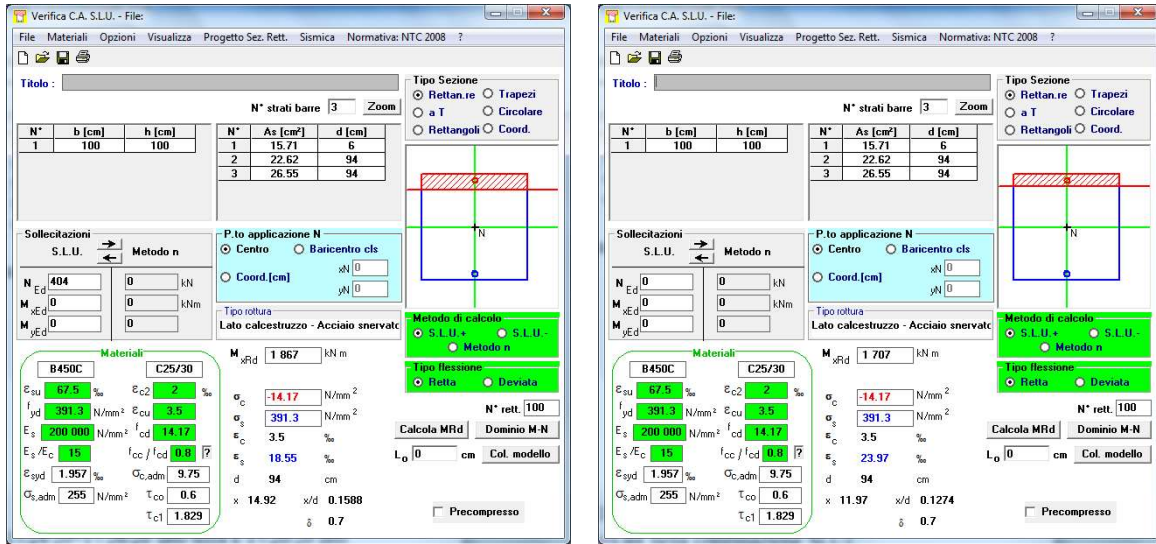 Verifica C.A. S.L.U. - File:
File Materiali Opzioni Visualizza Progetto Sez. Rett. Sismica Normativa: NTC 2008 ?
Titolo :
N° strati barre 3 Zoom
Tipo Sezione
Rettan.re Trapezi
a T Circolare
Rettangoli Coord.
N° b [cm] h [cm]
1 100 100
N° As [cm²] d [cm]
1 15.71 6
2 22.62 94
3 26.55 94
N
Sollecitazioni
S.L.U. Metodo n
N Ed 404 0 kN
M xEd 0 0 kNm
M yEd 0 0
P.to applicazione N
Centro Baricentro cls
Coord.[cm] xN 0
yN 0
Tipo rottura
Lato calcestruzzo - Acciaio snervato
Metodo di calcolo
S.L.U.+ S.L.U.-
Metodo n
Tipo flessione
Retta Deviata
Materiali
B450C C25/30
εsu 67.5 ‰ εc2 2 ‰
fyd 391.3 N/mm² εcu 3.5
Es 200 000 N/mm² fcd 14.17
Es /Ec 15 fcc / fcd 0.8 ?
εsyd 1.957 ‰ σc,adm 9.75
σs,adm 255 N/mm² τco 0.6
τc1 1.829
M xRd 1 867 kN m
σc -14.17 N/mm²
σs 391.3 N/mm²
εc 3.5 ‰
εs 18.55 ‰
d 94 cm
x 14.92 x/d 0.1588
δ 0.7
N° rett. 100
Calcola MRd Dominio M-N
Lo 0 cm Col. modello
Precompresso
Verifica C.A. S.L.U. - File:
File Materiali Opzioni Visualizza Progetto Sez. Rett. Sismica Normativa: NTC 2008 ?
Titolo :
N° strati barre 3 Zoom
Tipo Sezione
Rettan.re Trapezi
a T Circolare
Rettangoli Coord.
N° b [cm] h [cm]
1 100 100
N° As [cm²] d [cm]
1 15.71 6
2 22.62 94
3 26.55 94
N
Sollecitazioni
S.L.U. Metodo n
N Ed 0 0 kN
M xEd 0 0 kNm
M yEd 0 0
P.to applicazione N
Centro Baricentro cls
Coord.[cm] xN 0
yN 0
Tipo rottura
Lato calcestruzzo - Acciaio snervato
Metodo di calcolo
S.L.U.+ S.L.U.-
Metodo n
Tipo flessione
Retta Deviata
Materiali
B450C C25/30
εsu 67.5 ‰ εc2 2 ‰
fyd 391.3 N/mm² εcu 3.5
Es 200 000 N/mm² fcd 14.17
Es /Ec 15 fcc / fcd 0.8 ?
εsyd 1.957 ‰ σc,adm 9.75
σs,adm 255 N/mm² τco 0.6
τc1 1.829
M xRd 1 707 kN m
σc -14.17 N/mm²
σs 391.3 N/mm²
εc 3.5 ‰
εs 23.97 ‰
d 94 cm
x 11.97 x/d 0.1274
δ 0.7
N° rett. 100
Calcola MRd Dominio M-N
Lo 0 cm Col. modello
Precompresso